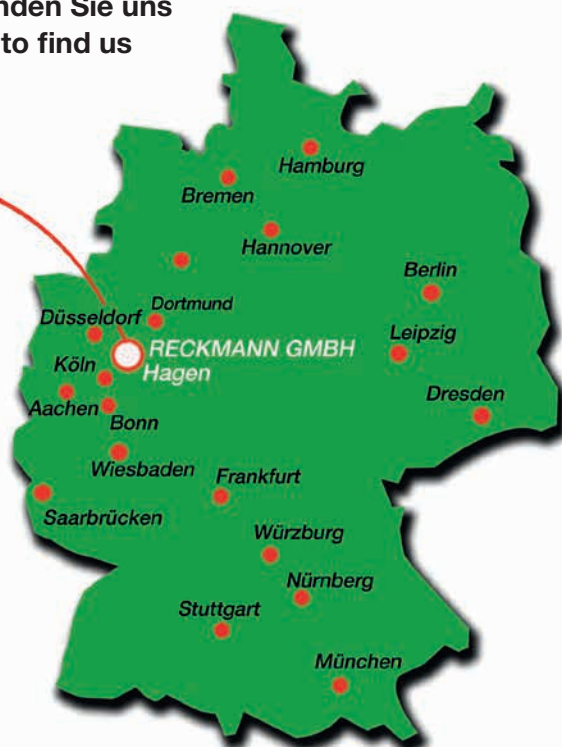 nden Sie uns
to find us
Hamburg
Bremen
Hannover
Berlin
Dortmund
Düsseldorf
RECKMANN GMBH
Hagen
Leipzig
Köln
Dresden
Aachen
Bonn
Wiesbaden
Frankfurt
Saarbrücken
Würzburg
Nürnberg
Stuttgart
München